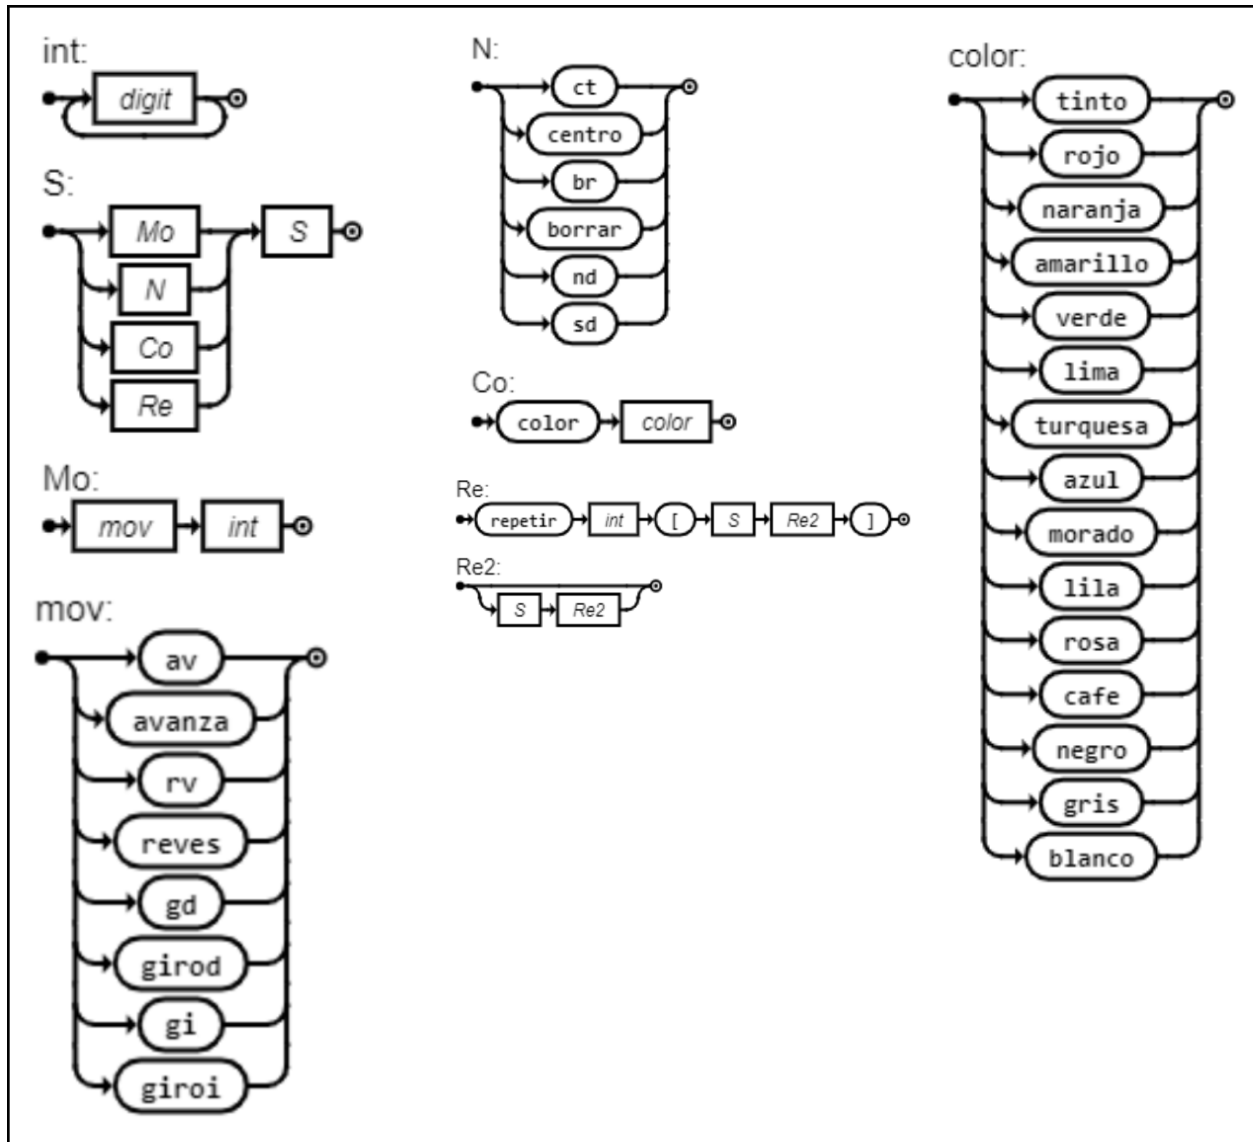 int:
digit
S:
Mo
S
N
Co
Re
Mo:
mov
int
mov:
av
avanza
rv
reves
gd
girod
gi
giroi
N:
ct
centro
br
borrar
nd
sd
Co:
color
color
Re:
repetir
int
[
S
Re2
]
Re2:
S
Re2
color:
tinto
rojo
naranja
amarillo
verde
lima
turquesa
azul
morado
lila
rosa
cafe
negro
gris
blanco